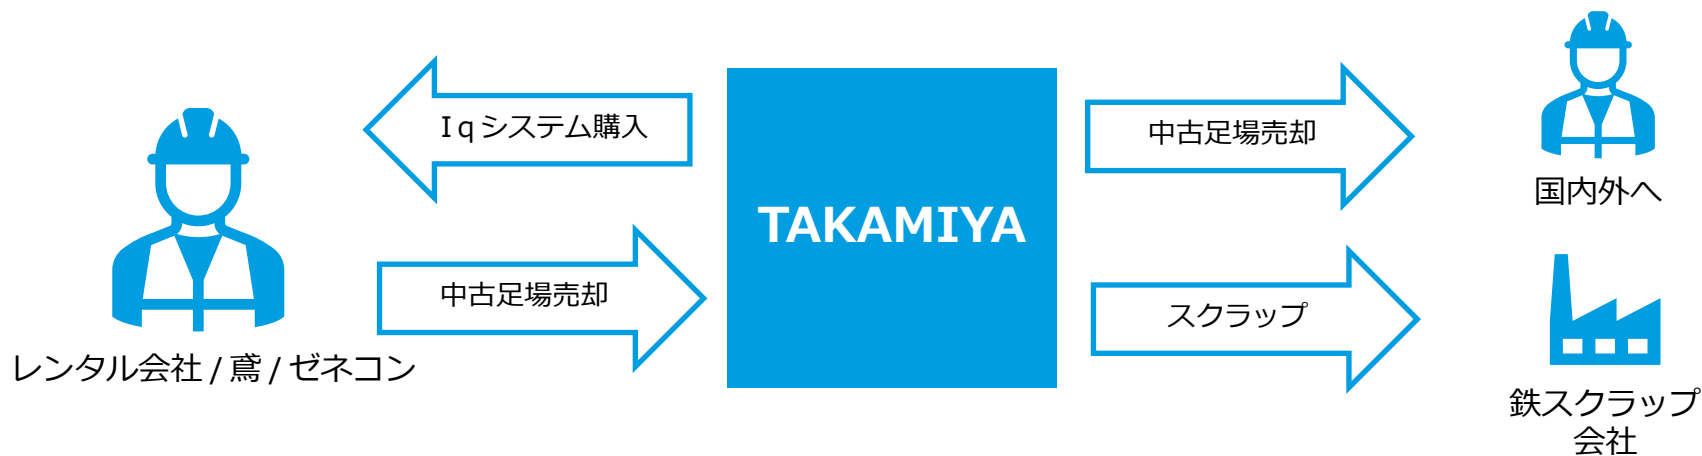 Ｉｑシステム購入
中古足場売却
レンタル会社 / 鳶 / ゼネコン
TAKAMIYA
中古足場売却
国内外へ
スクラップ
鉄スクラップ
会社